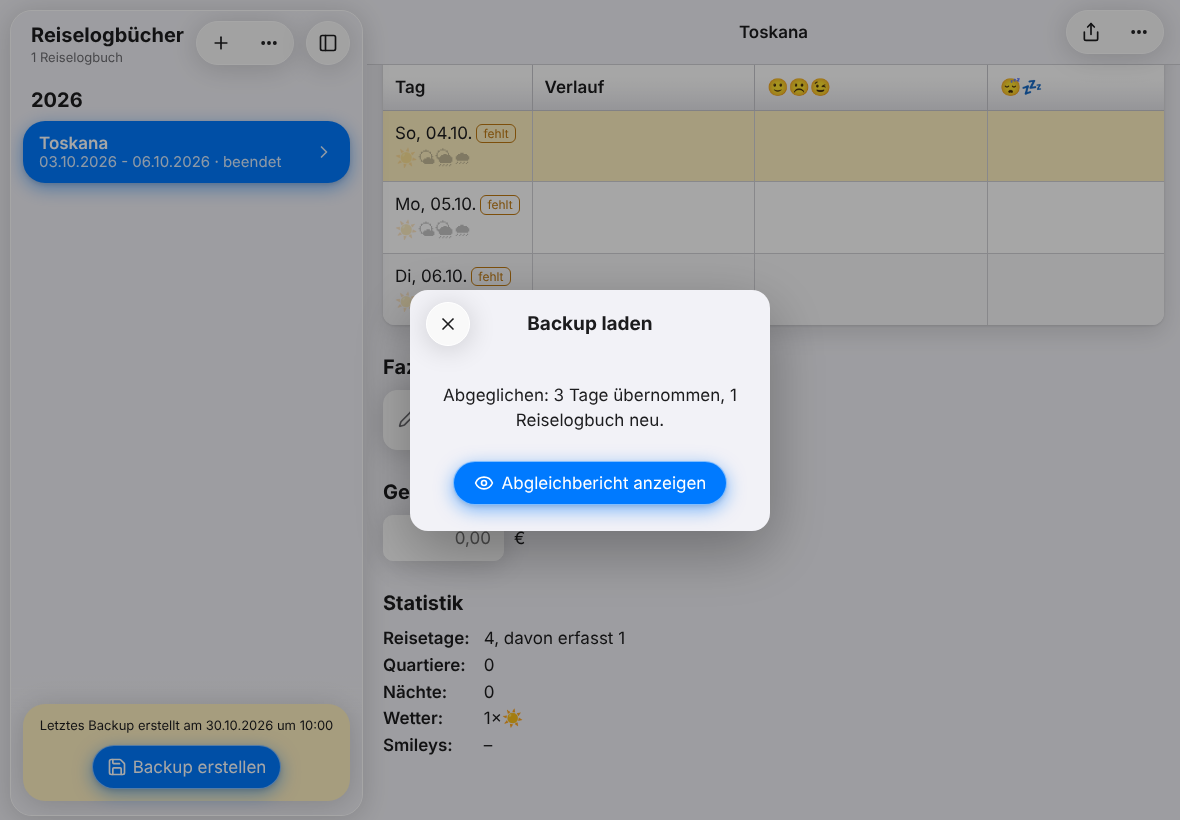 Reiselogbücher
1 Reiselogbuch
2026
Toskana
03.10.2026 - 06.10.2026 · beendet
Letztes Backup erstellt am 30.10.2026 um 10:00
Backup erstellen
Toskana
Tag Verlauf 🙂☹️😉 😴💤
So, 04.10. fehlt
Mo, 05.10. fehlt
Di, 06.10. fehlt
Backup laden
Abgeglichen: 3 Tage übernommen, 1
Reiselogbuch neu.
Abgleichbericht anzeigen
0,00 €
Statistik
Reisetage: 4, davon erfasst 1
Quartiere: 0
Nächte: 0
Wetter: 1×☀️
Smileys: –